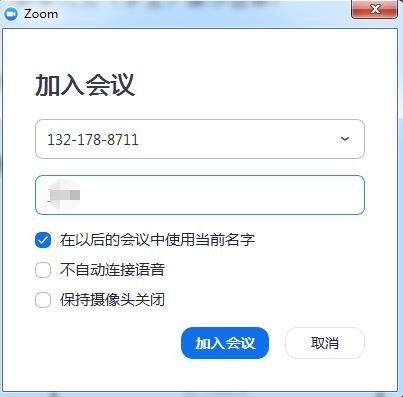 Zoom
加入会议
132-178-8711
在以后的会议中使用当前名字
不自动连接语音
保持摄像头关闭
加入会议
取消